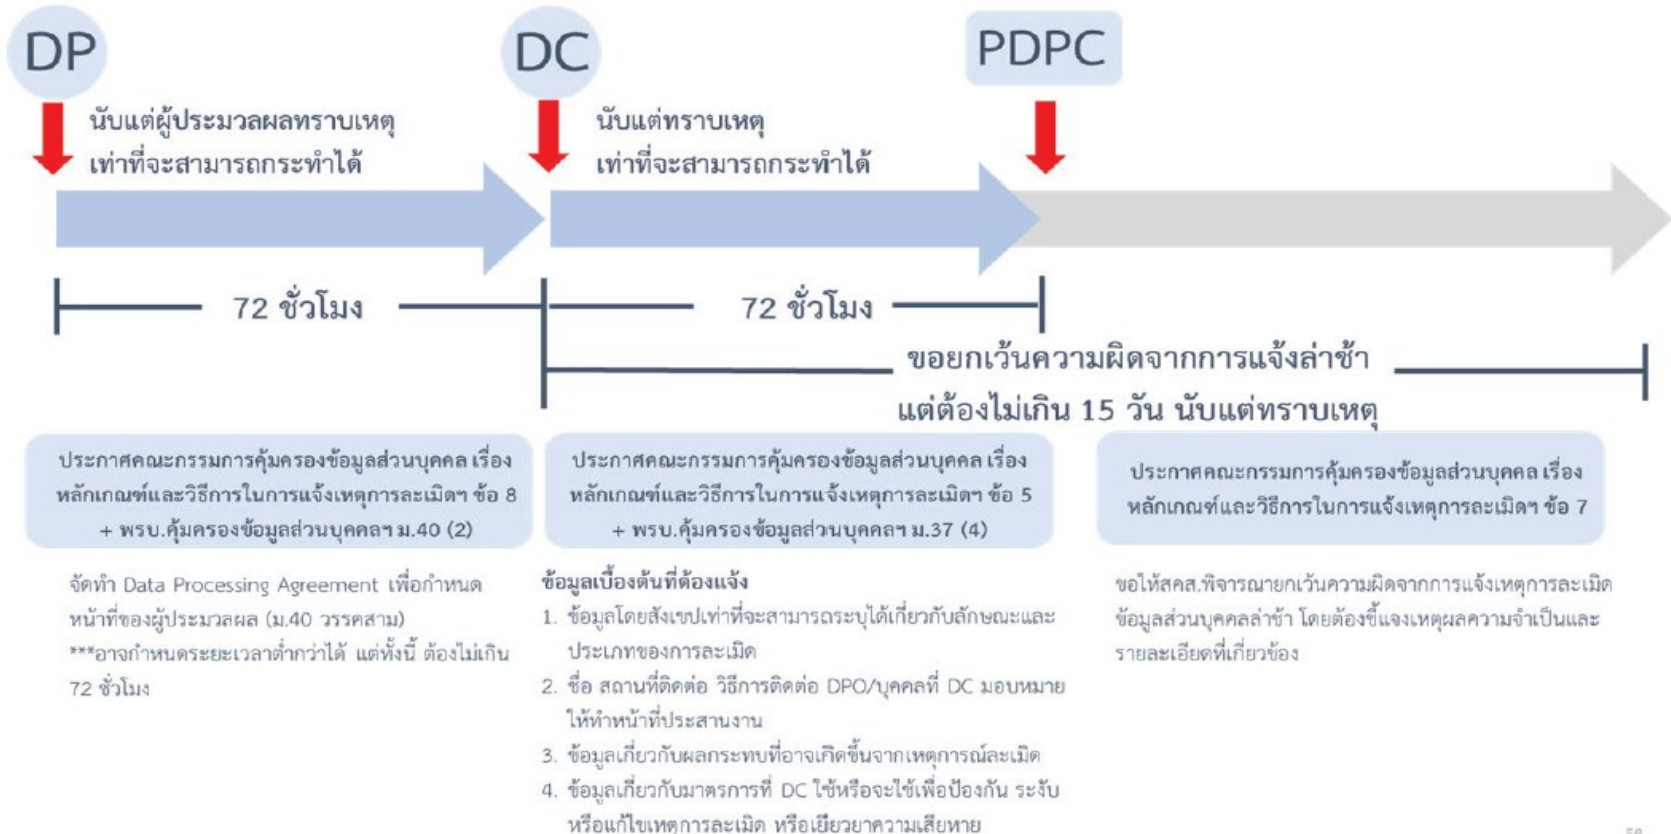 DP
DC
PDPC
นับแต่ผู้ประมวลผลทราบเหตุ
เท่าที่จะสามารถกระทำได้
นับแต่ทราบเหตุ
เท่าที่จะสามารถกระทำได้
72 ชั่วโมง
72 ชั่วโมง
ขอยกเว้นความผิดจากการแจ้งล่าช้า
แต่ต้องไม่เกิน 15 วัน นับแต่ทราบเหตุ
ประกาศคณะกรรมการคุ้มครองข้อมูลส่วนบุคคล เรื่อง
หลักเกณฑ์และวิธีการในการแจ้งเหตุการละเมิดฯ ข้อ 8
+ พรบ.คุ้มครองข้อมูลส่วนบุคคลฯ ม.40 (2)
จัดทำ Data Processing Agreement เพื่อกำหนด
หน้าที่ของผู้ประมวลผล (ม.40 วรรคสาม)
***อาจกำหนดระยะเวลาต่ำกว่าได้ แต่ทั้งนี้ ต้องไม่เกิน
72 ชั่วโมง
ประกาศคณะกรรมการคุ้มครองข้อมูลส่วนบุคคล เรื่อง
หลักเกณฑ์และวิธีการในการแจ้งเหตุการละเมิดฯ ข้อ 5
+ พรบ.คุ้มครองข้อมูลส่วนบุคคลฯ ม.37 (4)
ข้อมูลเบื้องต้นที่ต้องแจ้ง
1. ข้อมูลโดยสังเขปเท่าที่จะสามารถระบุได้เกี่ยวกับลักษณะและ
ประเภทของการละเมิด
2. ชื่อ สถานที่ติดต่อ วิธีการติดต่อ DPO/บุคคลที่ DC มอบหมาย
ให้ทำหน้าที่ประสานงาน
3. ข้อมูลเกี่ยวกับผลกระทบที่อาจเกิดขึ้นจากเหตุการณ์ละเมิด
4. ข้อมูลเกี่ยวกับมาตรการที่ DC ใช้หรือจะใช้เพื่อป้องกัน ระงับ
หรือแก้ไขเหตุการละเมิด หรือเยียวยาความเสียหาย
ประกาศคณะกรรมการคุ้มครองข้อมูลส่วนบุคคล เรื่อง
หลักเกณฑ์และวิธีการในการแจ้งเหตุการละเมิดฯ ข้อ 7
ขอให้สคส.พิจารณายกเว้นความผิดจากการแจ้งเหตุการละเมิด
ข้อมูลส่วนบุคคลล่าช้า โดยต้องชี้แจงเหตุผลความจำเป็นและ
รายละเอียดที่เกี่ยวข้อง